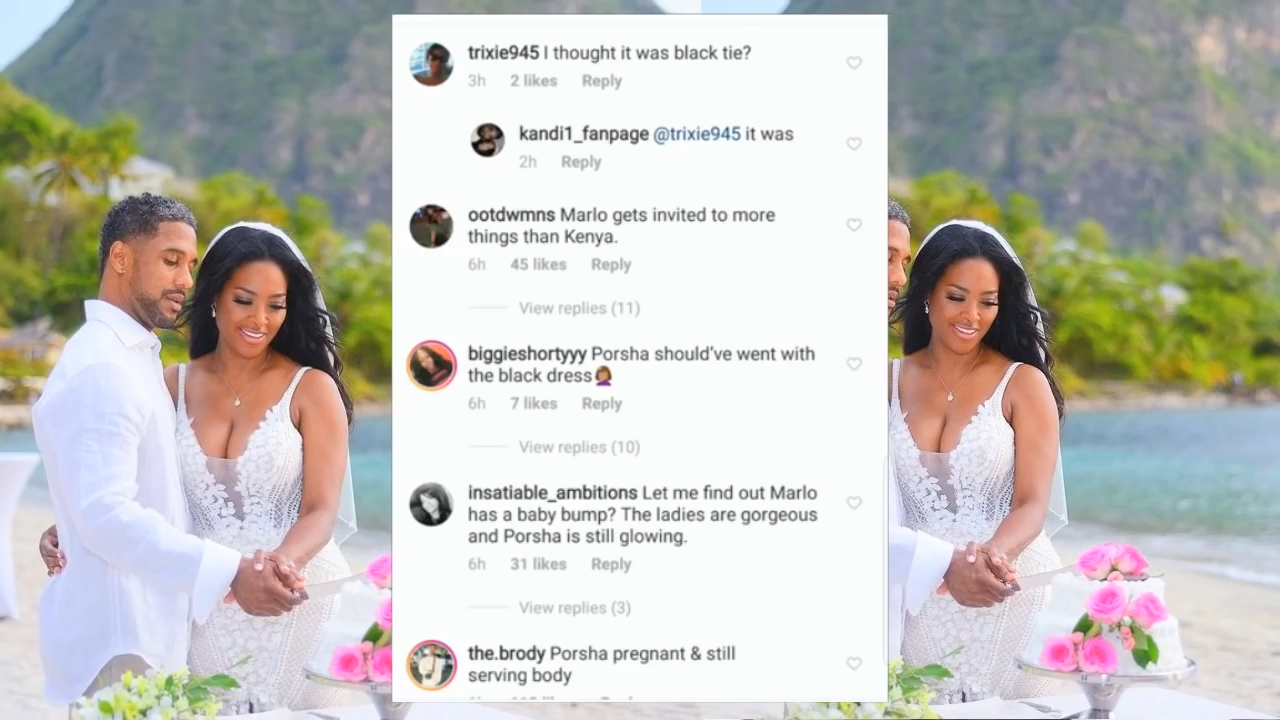 trixie945 I thought it was black tie?
3h 2 likes Reply
kandi1_fanpage @trixie945 it was
2h Reply
ootdwmns Marlo gets invited to more
things than Kenya.
6h 45 likes Reply
View replies (11)
biggieshortyyy Porsha should've went with
the black dress🤦🏽‍♀️
6h 7 likes Reply
View replies (10)
insatiable_ambitions Let me find out Marlo
has a baby bump? The ladies are gorgeous
and Porsha is still glowing.
6h 31 likes Reply
View replies (3)
the.brody Porsha pregnant & still
serving body